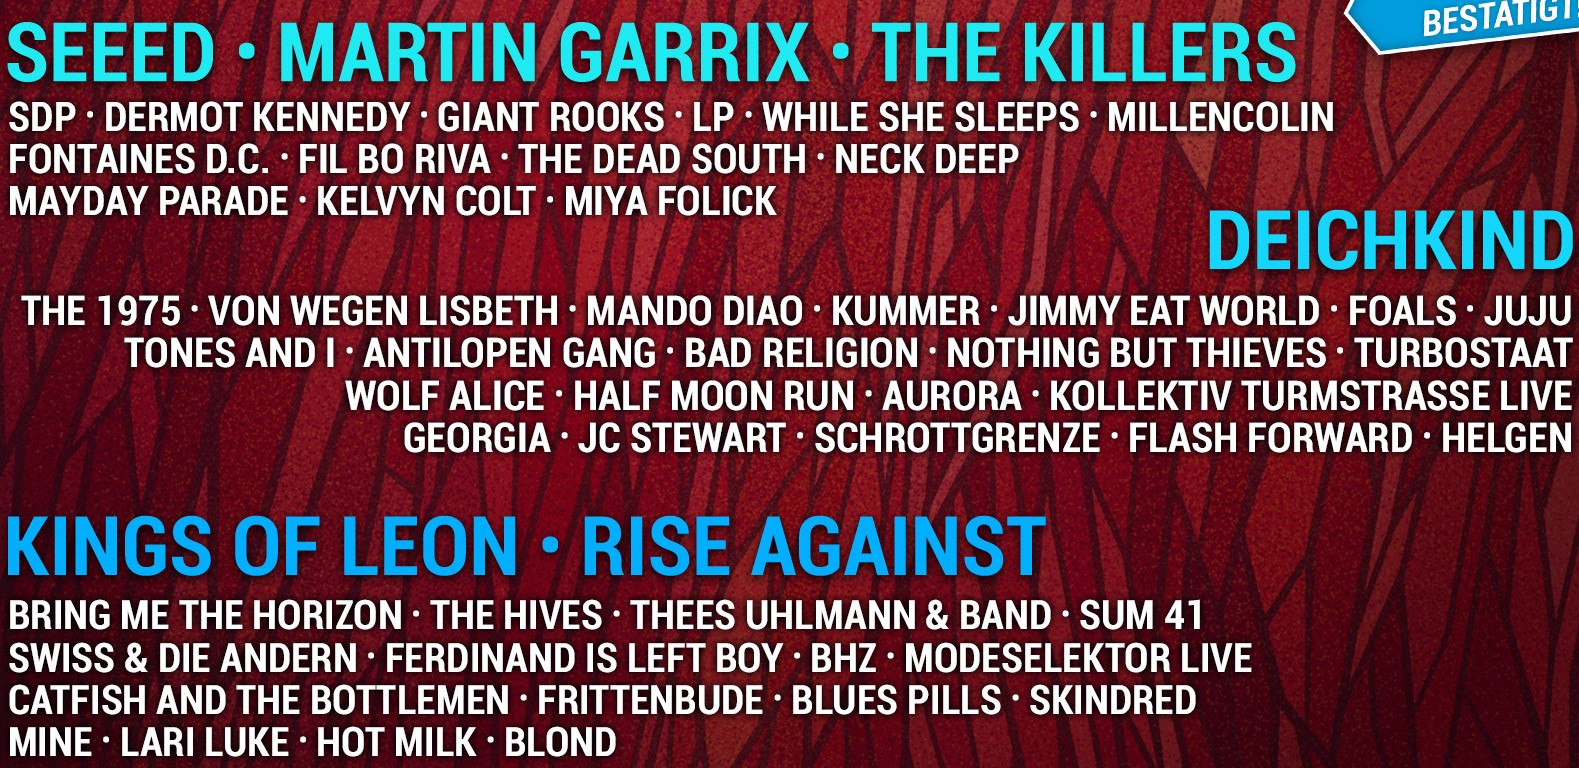 BESTÄTIGT!
SEEED · MARTIN GARRIX · THE KILLERS
SDP · DERMOT KENNEDY · GIANT ROOKS · LP · WHILE SHE SLEEPS · MILLENCOLIN
FONTAINES D.C. · FIL BO RIVA · THE DEAD SOUTH · NECK DEEP
MAYDAY PARADE · KELVYN COLT · MIYA FOLICK
DEICHKIND
THE 1975 · VON WEGEN LISBETH · MANDO DIAO · KUMMER · JIMMY EAT WORLD · FOALS · JUJU
TONES AND I · ANTILOPEN GANG · BAD RELIGION · NOTHING BUT THIEVES · TURBOSTAAT
WOLF ALICE · HALF MOON RUN · AURORA · KOLLEKTIV TURMSTRASSE LIVE
GEORGIA · JC STEWART · SCHROTTGRENZE · FLASH FORWARD · HELGEN
KINGS OF LEON · RISE AGAINST
BRING ME THE HORIZON · THE HIVES · THEES UHLMANN & BAND · SUM 41
SWISS & DIE ANDERN · FERDINAND IS LEFT BOY · BHZ · MODESELEKTOR LIVE
CATFISH AND THE BOTTLEMEN · FRITTENBUDE · BLUES PILLS · SKINDRED
MINE · LARI LUKE · HOT MILK · BLOND